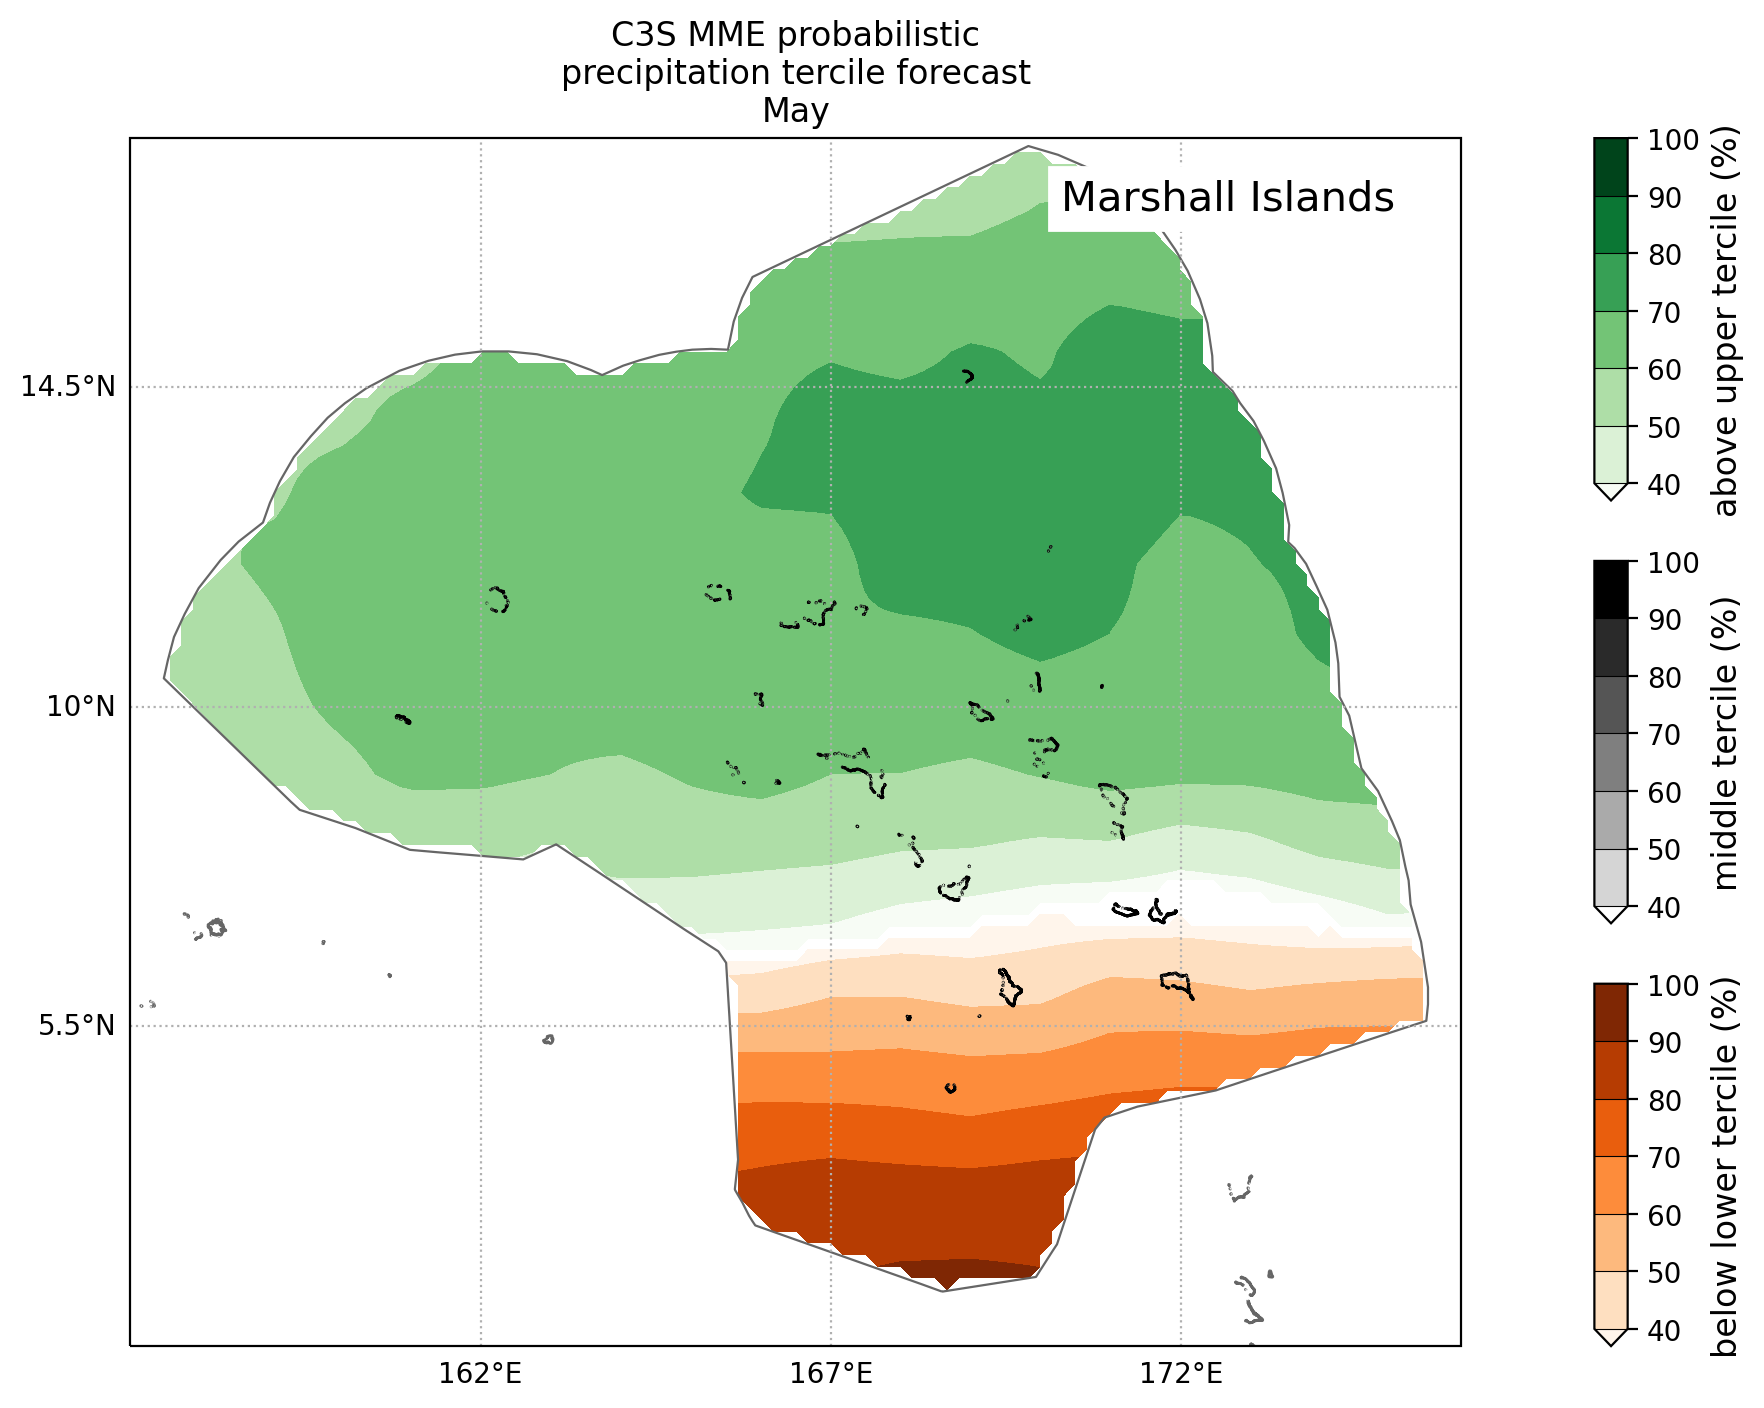 C3S MME probabilistic
precipitation tercile forecast
May
Marshall Islands
14.5°N
10°N
5.5°N
162°E
167°E
172°E
100
90
80
70
60
50
40
above upper tercile (%)
100
90
80
70
60
50
40
middle tercile (%)
100
90
80
70
60
50
40
below lower tercile (%)